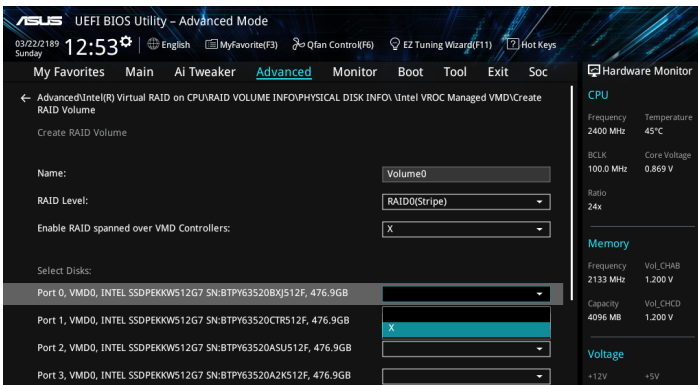 ASUS UEFI BIOS Utility – Advanced Mode
03/22/2189
Sunday
12:53
English
MyFavorite(F3)
Qfan Control(F6)
EZ Tuning Wizard(F11)
? Hot Keys
My Favorites Main Ai Tweaker Advanced Monitor Boot Tool Exit Soc
Advanced\Intel(R) Virtual RAID on CPU\RAID VOLUME INFO\PHYSICAL DISK INFO\ \Intel VROC Managed VMD\Create
RAID Volume
Create RAID Volume
Name: Volume0
RAID Level: RAID0(Stripe)
Enable RAID spanned over VMD Controllers: X
Select Disks:
Port 0, VMD0, INTEL SSDPEKKW512G7 SN:BTPY63520BXJ512F, 476.9GB
Port 1, VMD0, INTEL SSDPEKKW512G7 SN:BTPY63520CTR512F, 476.9GB
X
Port 2, VMD0, INTEL SSDPEKKW512G7 SN:BTPY63520ASU512F, 476.9GB
Port 3, VMD0, INTEL SSDPEKKW512G7 SN:BTPY63520A2K512F, 476.9GB
Hardware Monitor
CPU
Frequency Temperature
2400 MHz 45°C
BCLK Core Voltage
100.0 MHz 0.869 V
Ratio
24x
Memory
Frequency Vol_CHAB
2133 MHz 1.200 V
Capacity Vol_CHCD
4096 MB 1.200 V
Voltage
+12V +5V